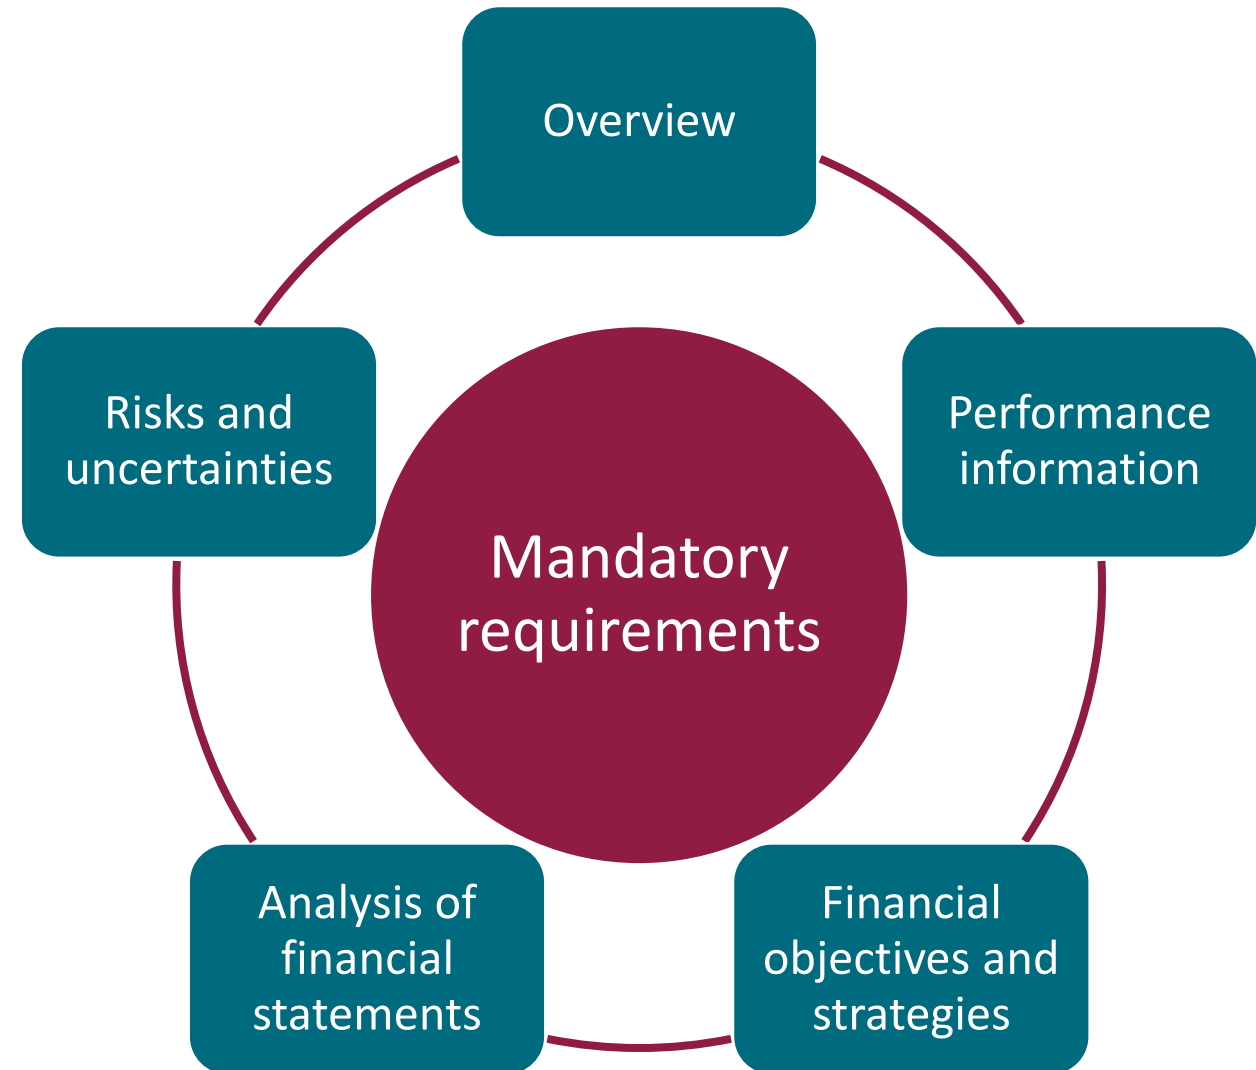 Overview
Risks and
uncertainties
Performance
information
Mandatory
requirements
Analysis of
financial
statements
Financial
objectives and
strategies